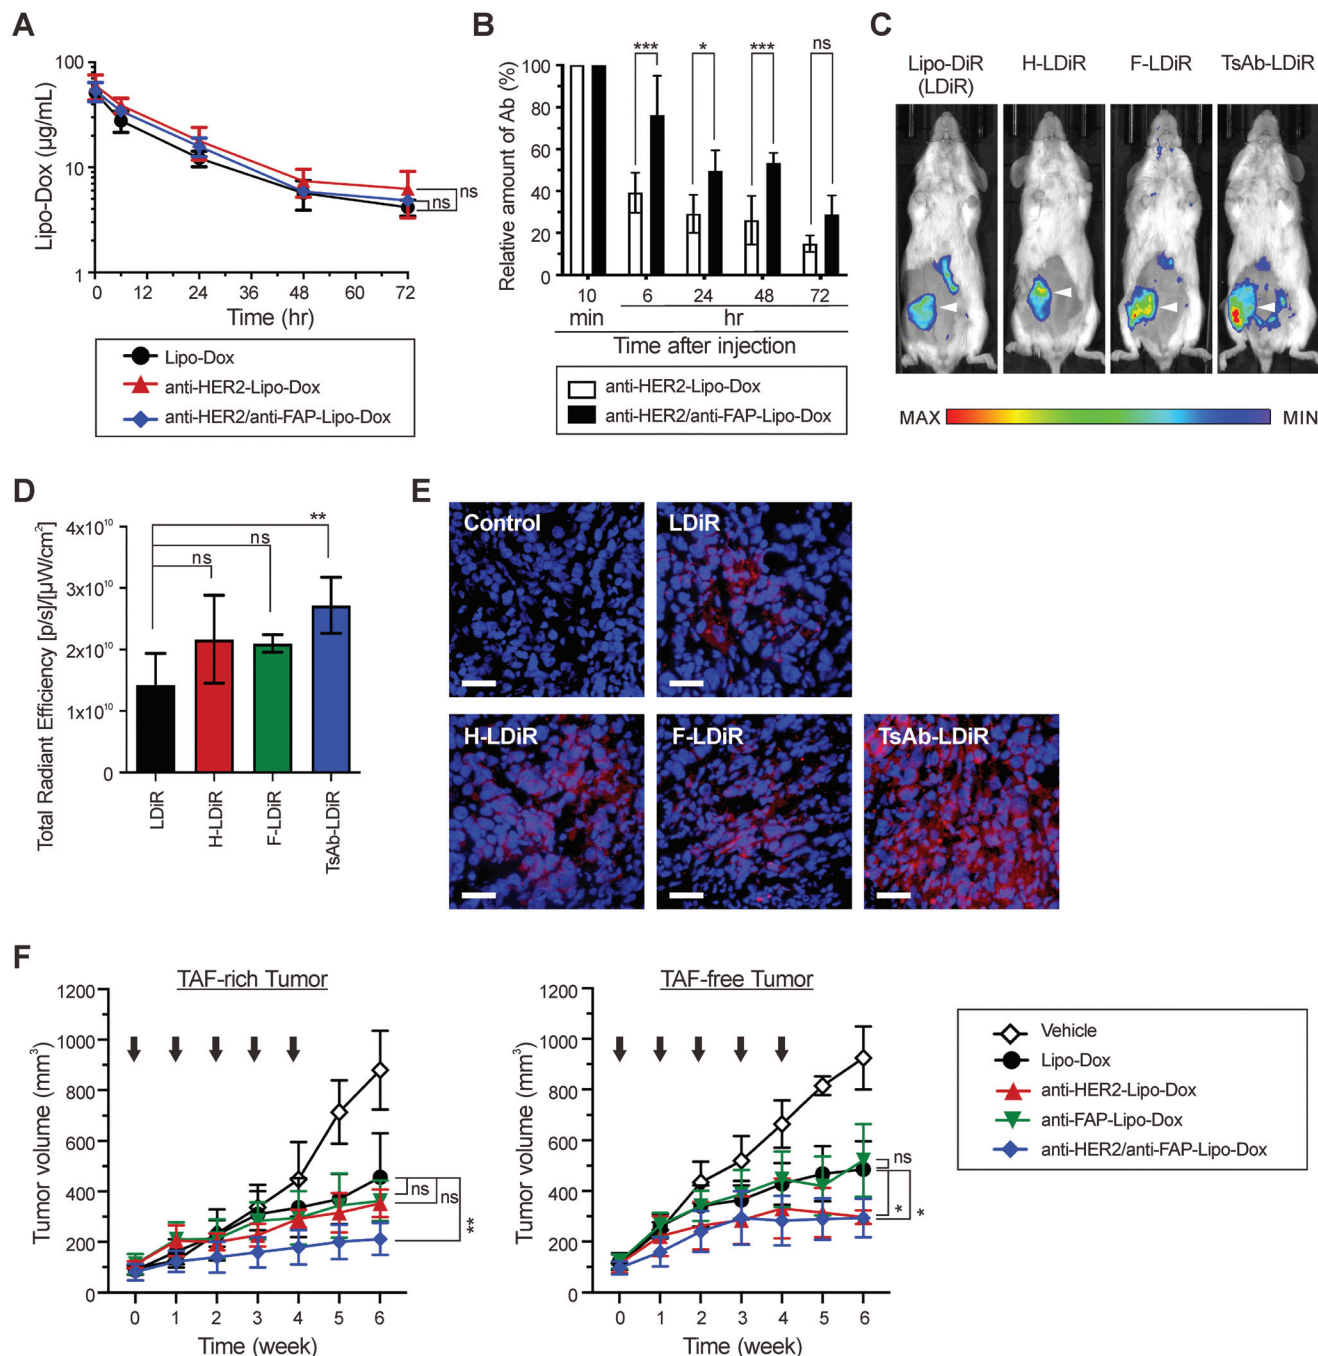 A
Lipo-Dox (µg/mL)
100
10
1
0
12
24
36
48
60
72
Time (hr)
ns
ns
Lipo-Dox
anti-HER2-Lipo-Dox
anti-HER2/anti-FAP-Lipo-Dox
B
Relative amount of Ab (%)
100
80
60
40
20
0
***
*
***
ns
10
6
24
48
72
min
hr
Time after injection
anti-HER2-Lipo-Dox
anti-HER2/anti-FAP-Lipo-Dox
C
Lipo-DiR
(LDiR)
H-LDiR
F-LDiR
TsAb-LDiR
MAX
MIN
D
Total Radiant Efficiency [p/s]/[µW/cm²]
4x10¹⁰
3x10¹⁰
2x10¹⁰
1x10¹⁰
0
**
ns
ns
LDiR
H-LDiR
F-LDiR
TsAb-LDiR
E
Control
LDiR
H-LDiR
F-LDiR
TsAb-LDiR
F
TAF-rich Tumor
Tumor volume (mm³)
1200
1000
800
600
400
200
0
0
1
2
3
4
5
6
Time (week)
ns
ns
**
TAF-free Tumor
Tumor volume (mm³)
1200
1000
800
600
400
200
0
0
1
2
3
4
5
6
Time (week)
ns
*
*
Vehicle
Lipo-Dox
anti-HER2-Lipo-Dox
anti-FAP-Lipo-Dox
anti-HER2/anti-FAP-Lipo-Dox